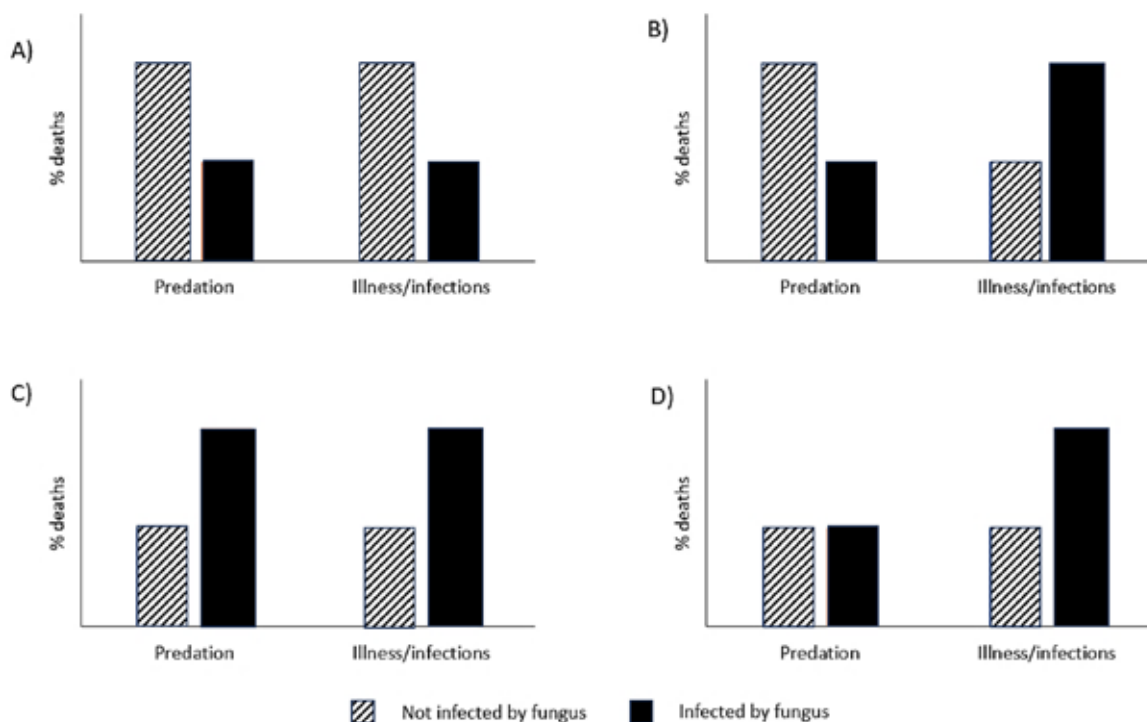 A)
% deaths
Predation Illness/infections
B)
% deaths
Predation Illness/infections
C)
% deaths
Predation Illness/infections
D)
% deaths
Predation Illness/infections
Not infected by fungus Infected by fungus